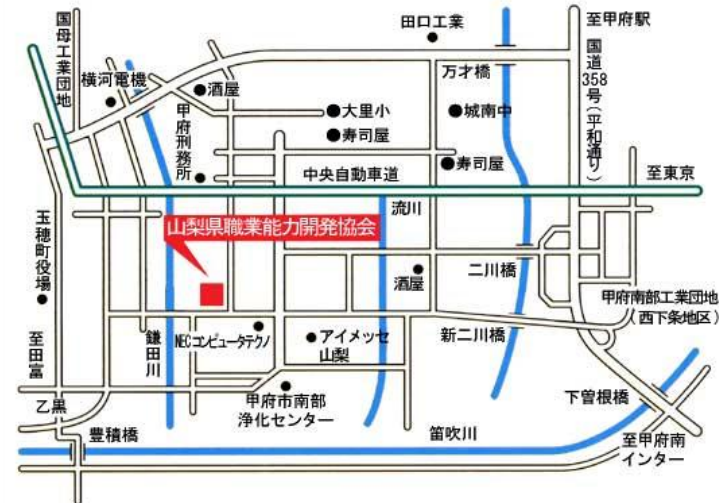 国母工業団地
田口工業
至甲府駅
横河電機
酒屋
万才橋
国道358号(平和通り)
甲府刑務所
大里小
城南中
寿司屋
寿司屋
中央自動車道
至東京
流川
山梨県職業能力開発協会
玉穂町役場
酒屋
二川橋
甲府南部工業団地
(西下条地区)
至田富
鎌田川
NECコンピュータテクノ
アイメッセ
山梨
新二川橋
乙黒
甲府市南部
浄化センター
下曽根橋
豊積橋
笛吹川
至甲府南
インター